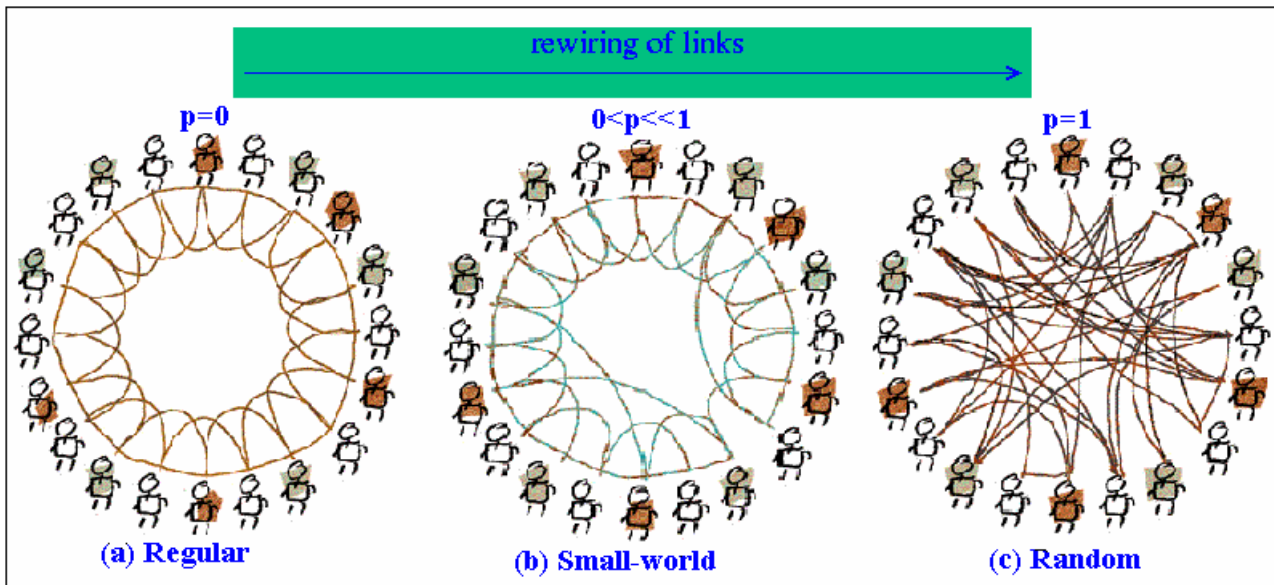 rewiring of links
p=0
0<p<<1
p=1
(a) Regular
(b) Small-world
(c) Random